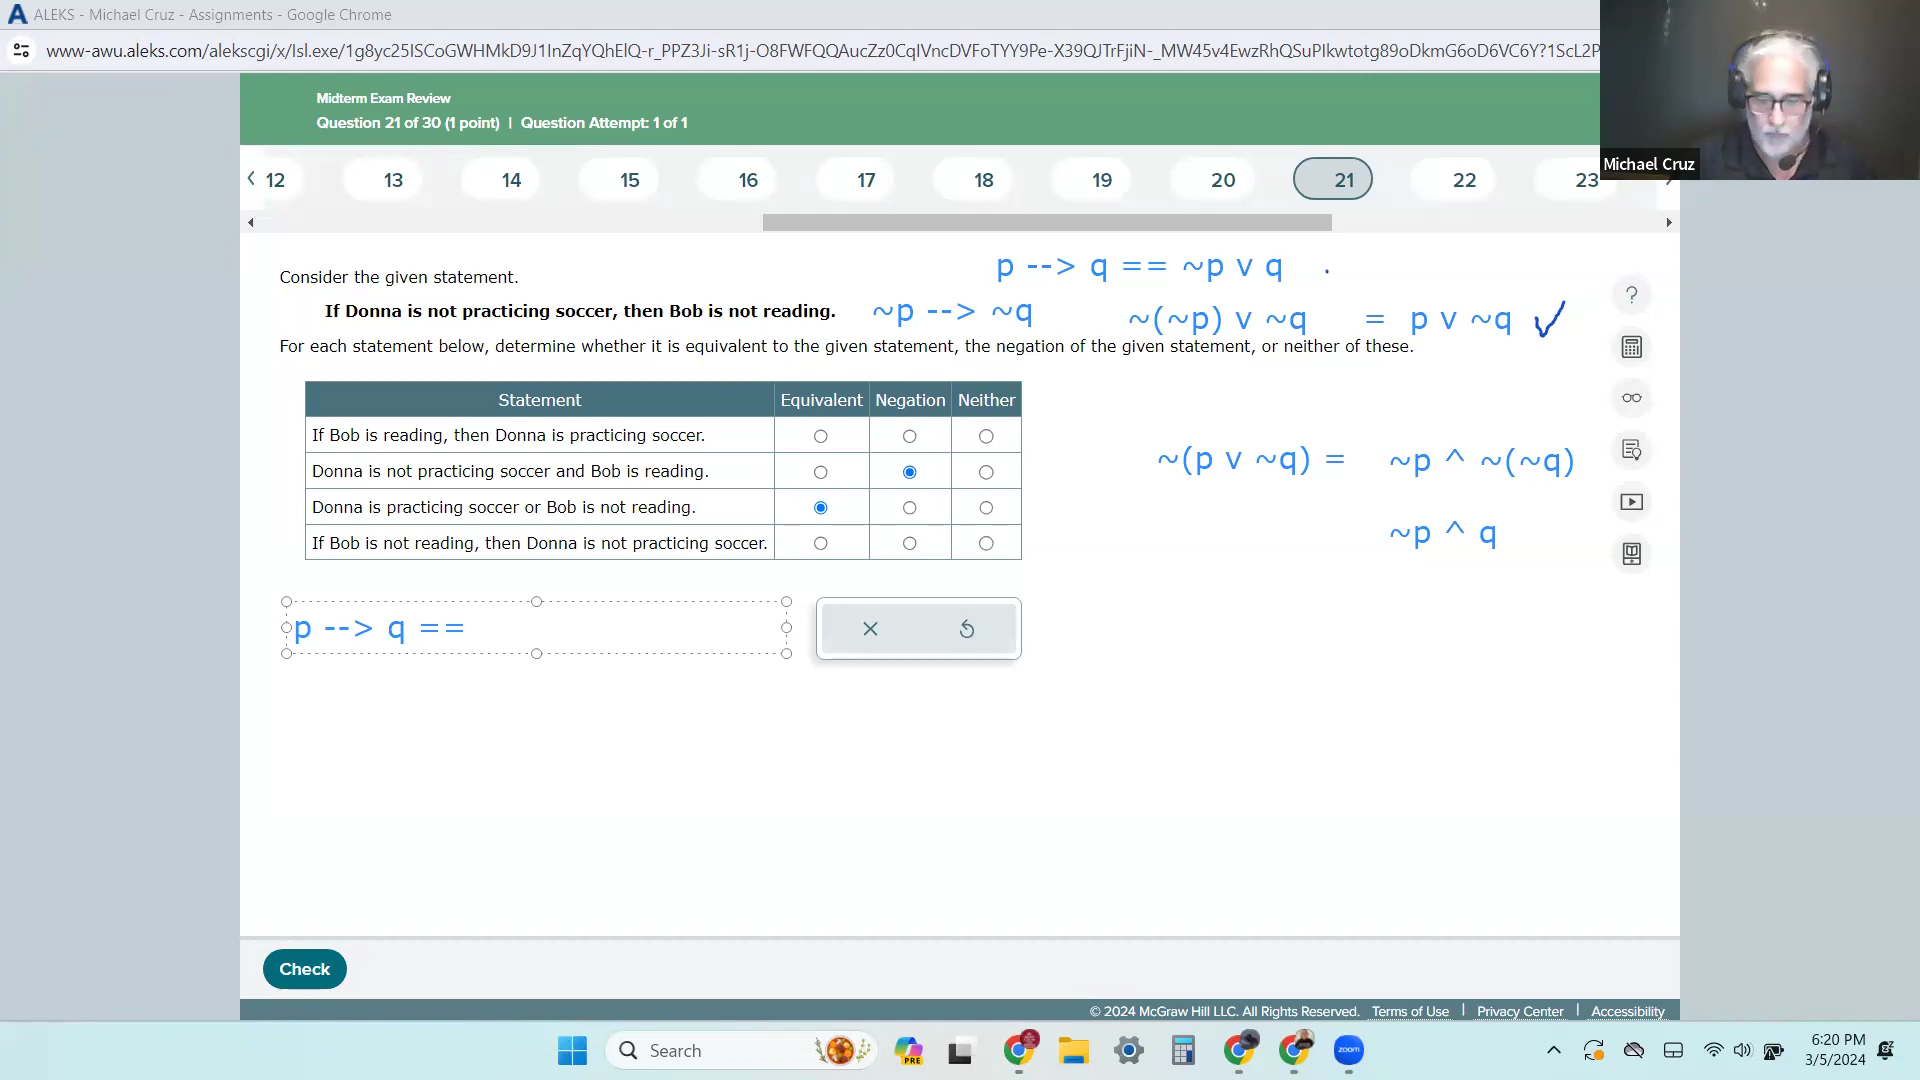 ALEKS - Michael Cruz - Assignments - Google Chrome
www-awu.aleks.com/alekscgi/x/Isl.exe/1g8yc25ISCoGWHMkD9J1InZqYQhElQ-r_PPZ3Ji-sR1j-O8FWFQQAucZz0CqIVncDVFoTYY9Pe-X39QJTrFjiN-_MW45v4EwzRhQSuPIkwtotg89oDkmG6oD6VC6Y?1ScL2P
Midterm Exam Review
Question 21 of 30 (1 point) | Question Attempt: 1 of 1
Michael Cruz
12 13 14 15 16 17 18 19 20 21 22 23
p --> q == ~p v q
Consider the given statement.
If Donna is not practicing soccer, then Bob is not reading. ~p --> ~q ~(~p) v ~q = p v ~q
For each statement below, determine whether it is equivalent to the given statement, the negation of the given statement, or neither of these.
Statement Equivalent Negation Neither
If Bob is reading, then Donna is practicing soccer.
Donna is not practicing soccer and Bob is reading.
~(p v ~q) = ~p ^ ~(~q)
Donna is practicing soccer or Bob is not reading.
~p ^ q
If Bob is not reading, then Donna is not practicing soccer.
p --> q ==
Check
© 2024 McGraw Hill LLC. All Rights Reserved. Terms of Use | Privacy Center | Accessibility
Search
PRE
zoom
6:20 PM
3/5/2024